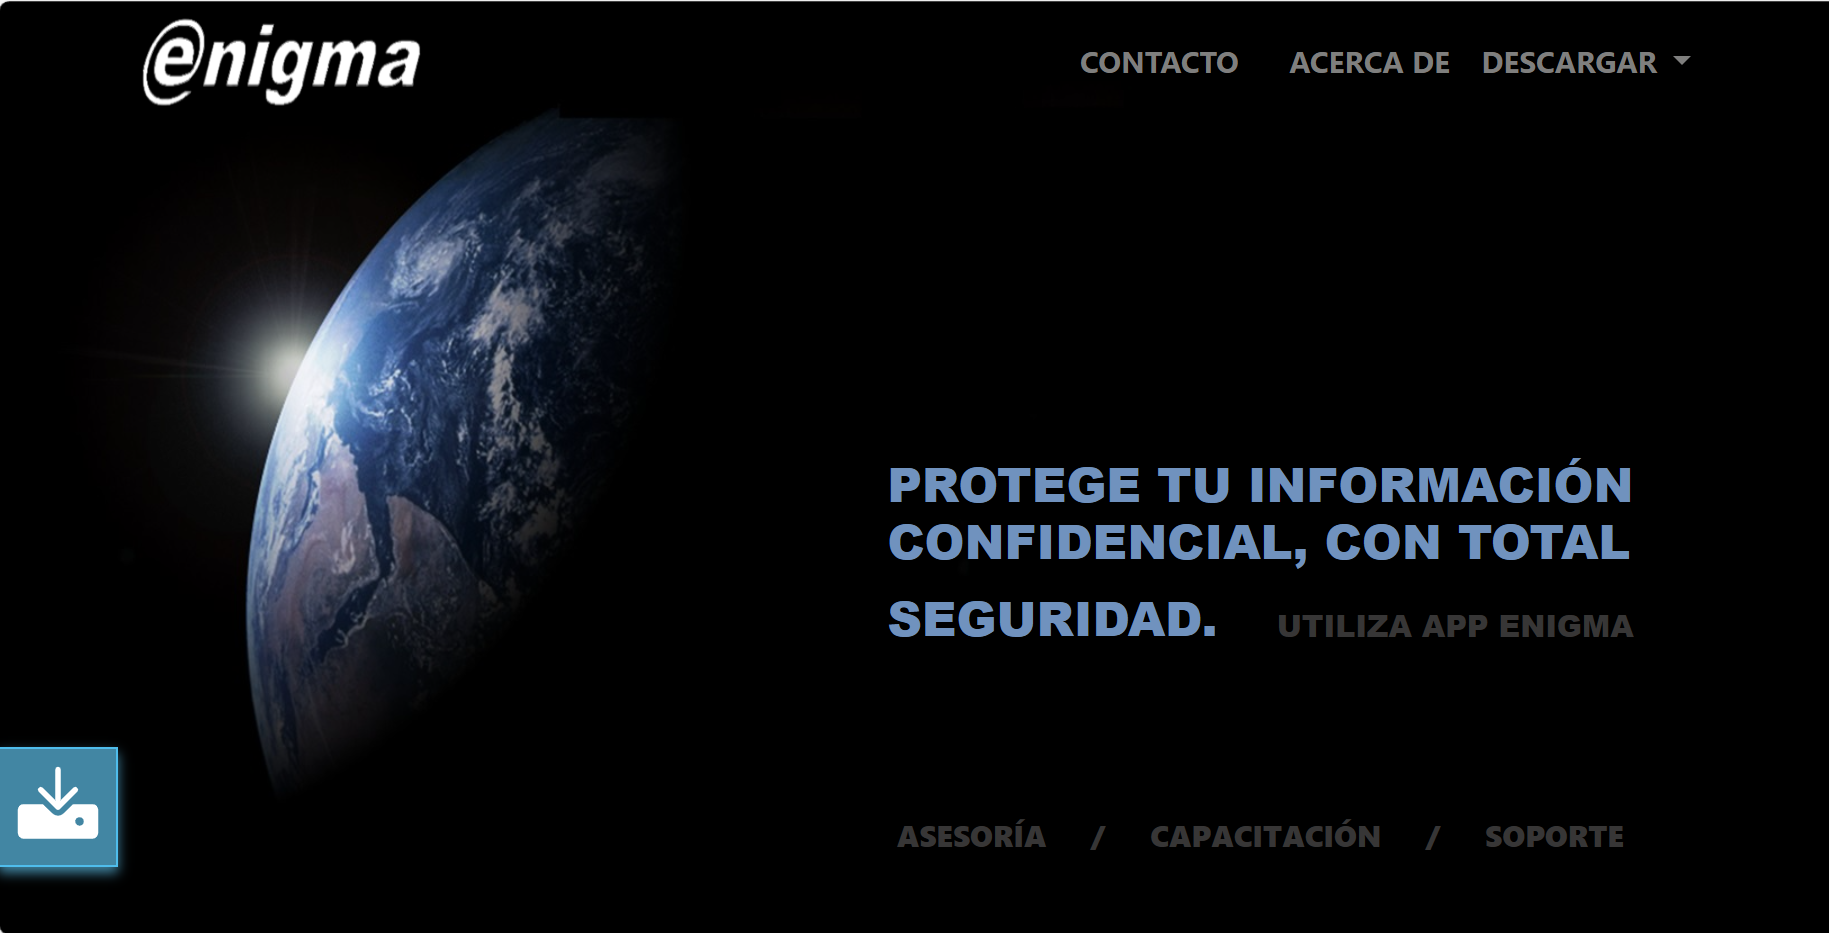 enigma
CONTACTO ACERCA DE DESCARGAR
PROTEGE TU INFORMACIÓN
CONFIDENCIAL, CON TOTAL
SEGURIDAD. UTILIZA APP ENIGMA
ASESORÍA / CAPACITACIÓN / SOPORTE